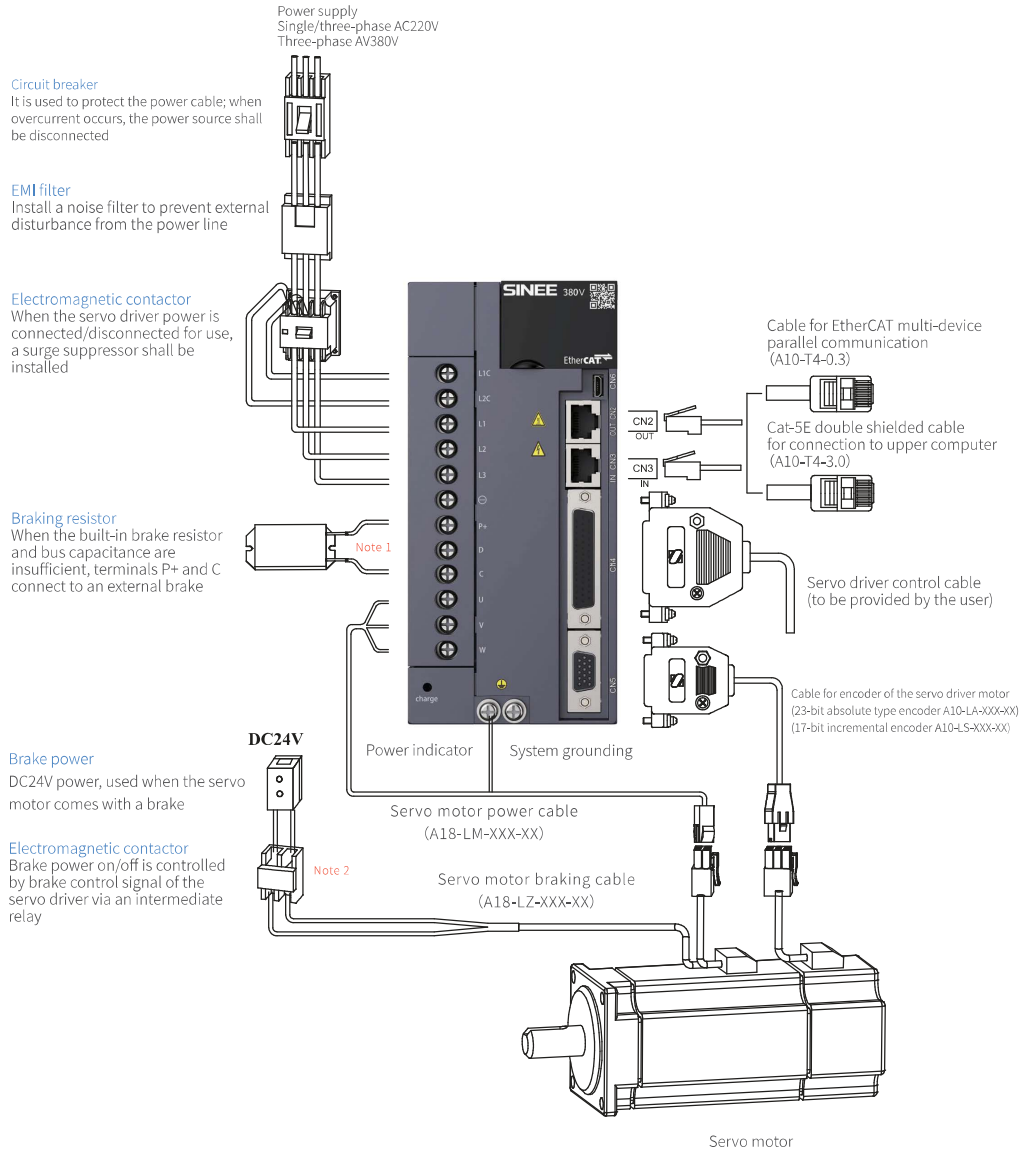 Power supply
Single/three-phase AC220V
Three-phase AV380V
Circuit breaker
It is used to protect the power cable; when
overcurrent occurs, the power source shall
be disconnected
EMI filter
Install a noise filter to prevent external
disturbance from the power line
Electromagnetic contactor
When the servo driver power is
connected/disconnected for use,
a surge suppressor shall be
installed
Braking resistor
When the built-in brake resistor
and bus capacitance are
insufficient, terminals P+ and C
connect to an external brake
Note 1
SINEE 380V
EtherCAT
L1C
L2C
L1
L2
L3
⊖
P+
D
C
U
V
W
charge
CN6
OUT CN2
IN CN3
CN4
CN5
CN2
OUT
CN3
IN
Cable for EtherCAT multi-device
parallel communication
(A10-T4-0.3)
Cat-5E double shielded cable
for connection to upper computer
(A10-T4-3.0)
Servo driver control cable
(to be provided by the user)
Cable for encoder of the servo driver motor
(23-bit absolute type encoder A10-LA-XXX-XX)
(17-bit incremental encoder A10-LS-XXX-XX)
Power indicator
System grounding
DC24V
Brake power
DC24V power, used when the servo
motor comes with a brake
Electromagnetic contactor
Brake power on/off is controlled
by brake control signal of the
servo driver via an intermediate
relay
Note 2
Servo motor power cable
(A18-LM-XXX-XX)
Servo motor braking cable
(A18-LZ-XXX-XX)
Servo motor